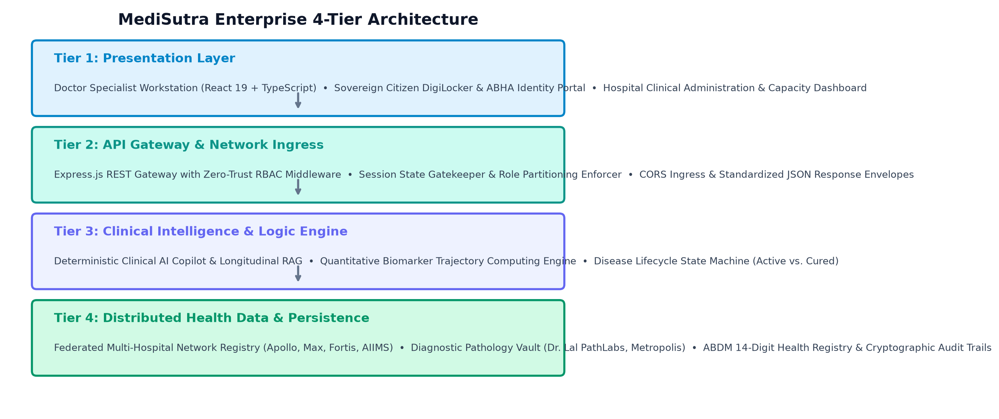 MediSutra Enterprise 4-Tier Architecture
Tier 1: Presentation Layer
Doctor Specialist Workstation (React 19 + TypeScript) • Sovereign Citizen DigiLocker & ABHA Identity Portal • Hospital Clinical Administration & Capacity Dashboard
Tier 2: API Gateway & Network Ingress
Express.js REST Gateway with Zero-Trust RBAC Middleware • Session State Gatekeeper & Role Partitioning Enforcer • CORS Ingress & Standardized JSON Response Envelopes
Tier 3: Clinical Intelligence & Logic Engine
Deterministic Clinical AI Copilot & Longitudinal RAG • Quantitative Biomarker Trajectory Computing Engine • Disease Lifecycle State Machine (Active vs. Cured)
Tier 4: Distributed Health Data & Persistence
Federated Multi-Hospital Network Registry (Apollo, Max, Fortis, AIIMS) • Diagnostic Pathology Vault (Dr. Lal PathLabs, Metropolis) • ABDM 14-Digit Health Registry & Cryptographic Audit Trails